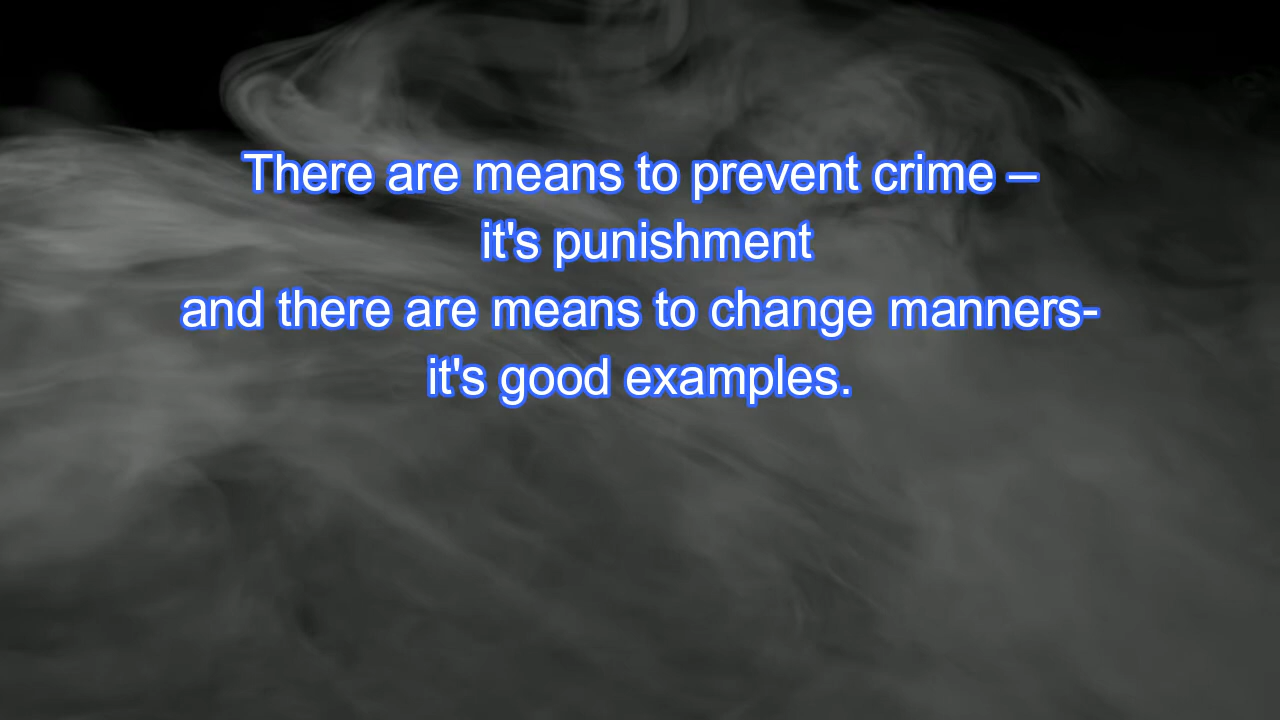 There are means to prevent crime –
it's punishment
and there are means to change manners-
it's good examples.